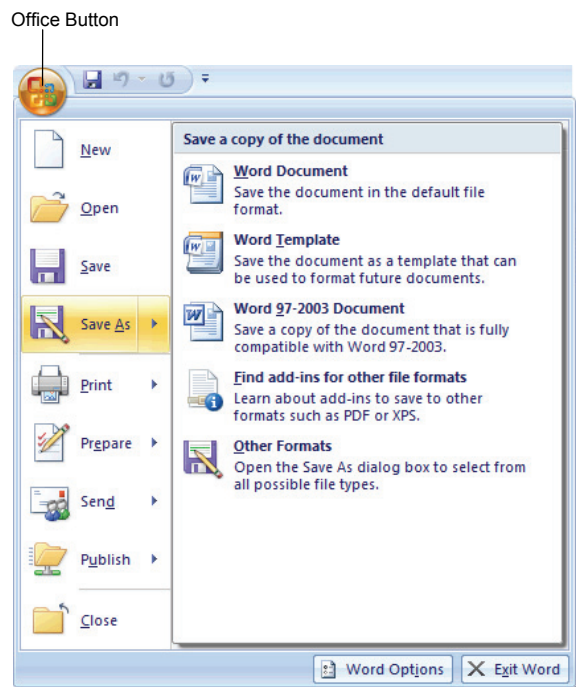 Office Button
New
Open
Save
Save As
Print
Prepare
Send
Publish
Close
Save a copy of the document
Word Document
Save the document in the default file
format.
Word Template
Save the document as a template that can
be used to format future documents.
Word 97-2003 Document
Save a copy of the document that is fully
compatible with Word 97-2003.
Find add-ins for other file formats
Learn about add-ins to save to other
formats such as PDF or XPS.
Other Formats
Open the Save As dialog box to select from
all possible file types.
Word Options
Exit Word